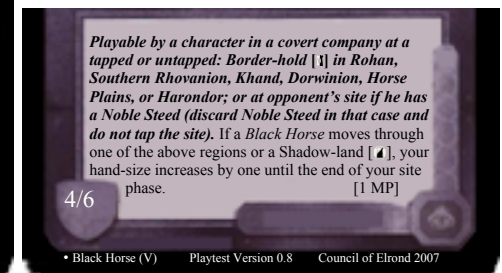 Playable by a character in a covert company at a
tapped or untapped: Border-hold [] in Rohan,
Southern Rhovanion, Khand, Dorwinion, Horse
Plains, or Harondor; or at opponent's site if he has
a Noble Steed (discard Noble Steed in that case and
do not tap the site). If a Black Horse moves through
one of the above regions or a Shadow-land [], your
hand-size increases by one until the end of your site
phase. [1 MP]
4/6
• Black Horse (V) Playtest Version 0.8 Council of Elrond 2007